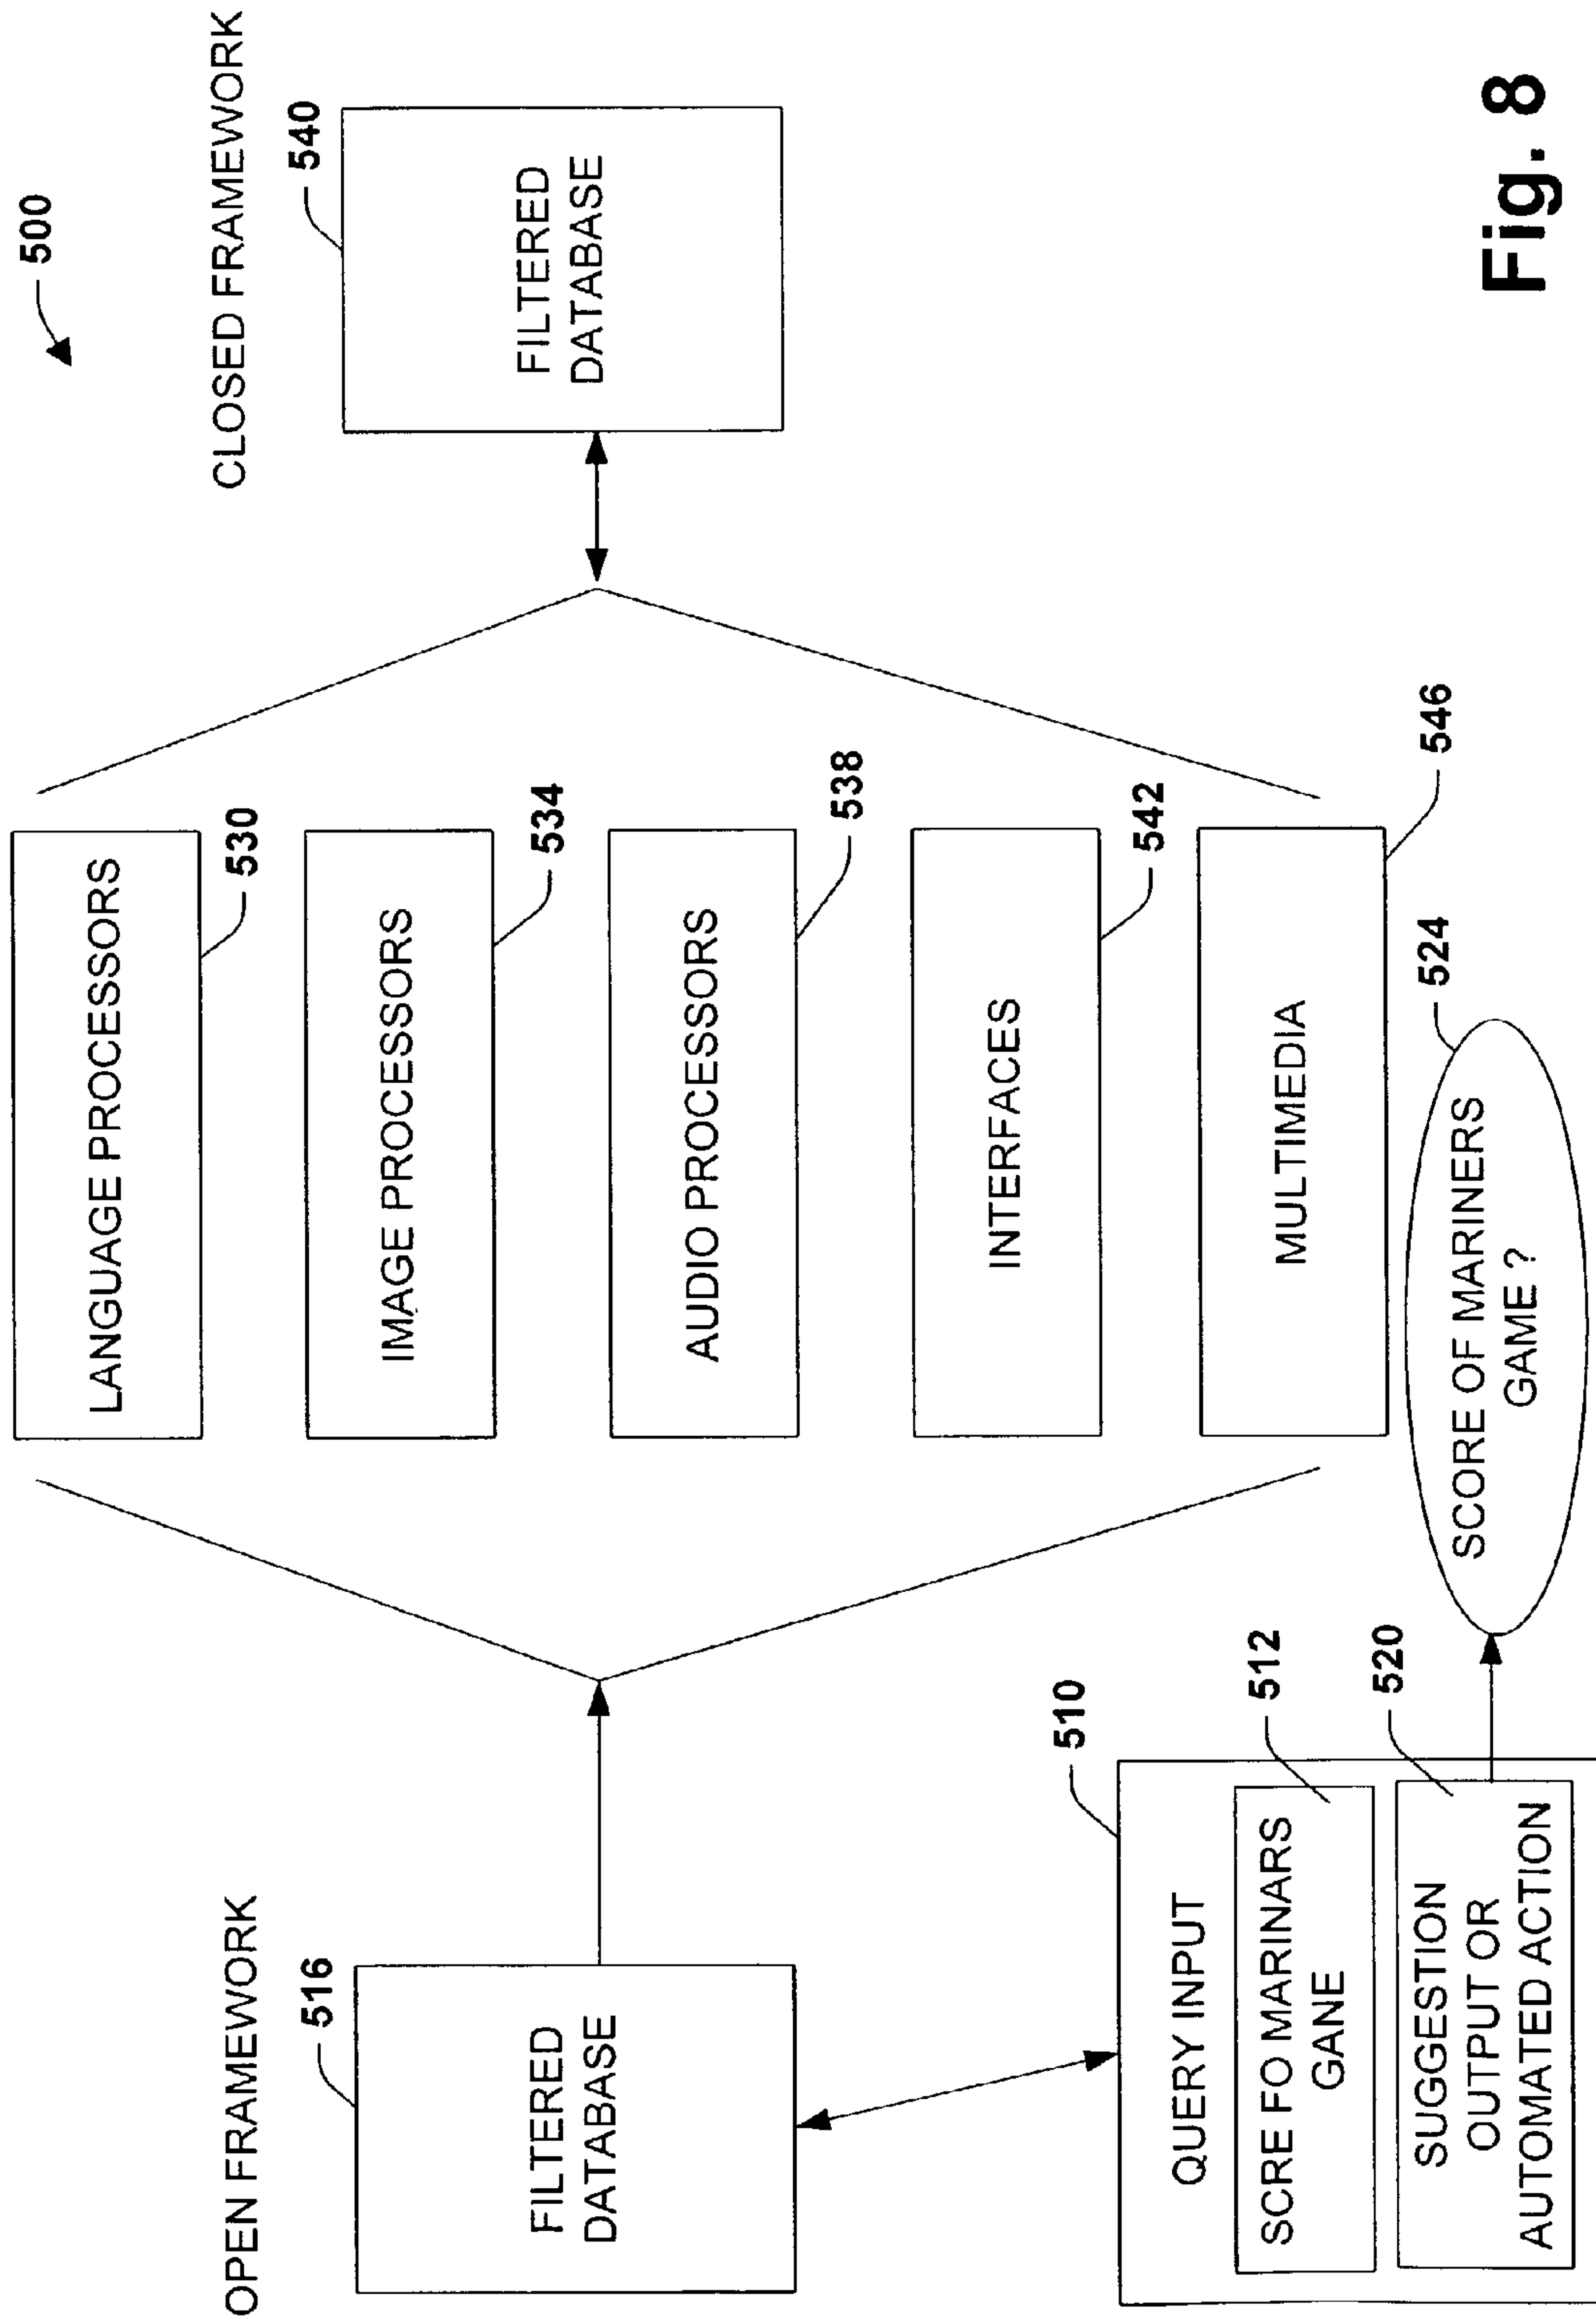 500
OPEN FRAMEWORK
CLOSED FRAMEWORK
516
FILTERED
DATABASE
LANGUAGE PROCESSORS
530
IMAGE PROCESSORS
534
AUDIO PROCESSORS
538
INTERFACES
542
MULTIMEDIA
546
540
FILTERED
DATABASE
510
QUERY INPUT
512
SCRE FO MARINARS
GANE
520
SUGGESTION
OUTPUT OR
AUTOMATED ACTION
524
SCORE OF MARINERS
GAME ?
Fig. 8